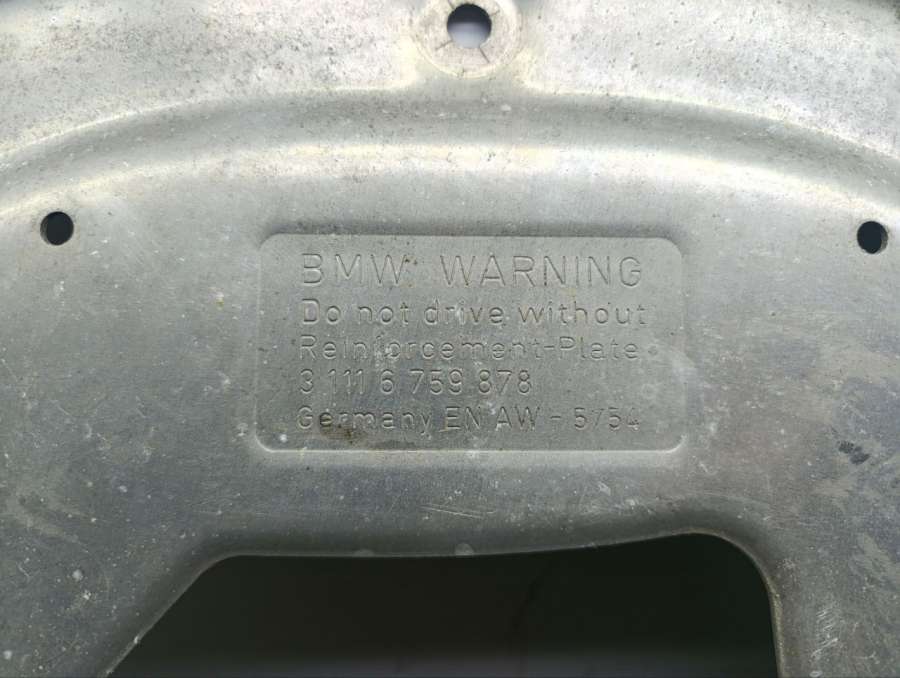 BMW WARNING
Do not drive without
Reinforcement-Plate
3 111 6 759 878
Germany EN AW - 5754